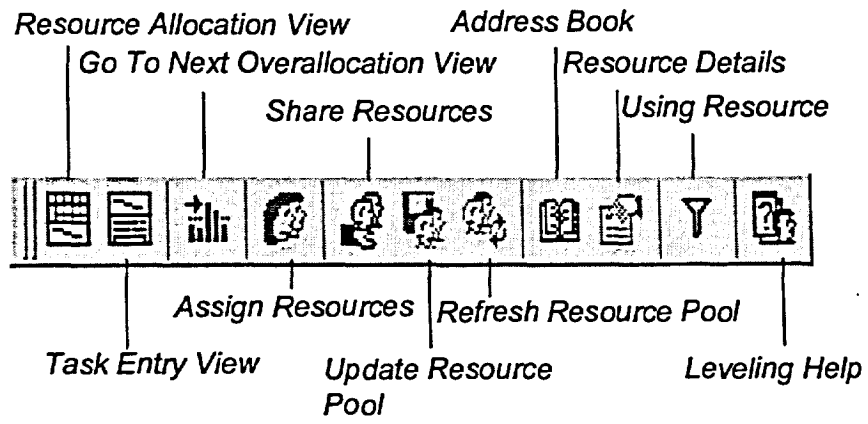 Resource Allocation View
Address Book
Go To Next Overallocation View
Resource Details
Share Resources
Using Resource
Assign Resources
Refresh Resource Pool
Task Entry View
Update Resource
Pool
Leveling Help